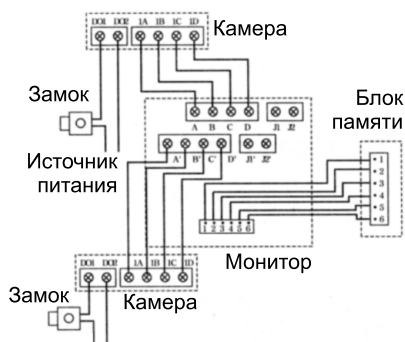 DO1 DO2 1A 1B 1C 1D
Камера
Замок
A B C D J1 J2
Источник
питания
A' B' C' D' J1' J2'
Блок
памяти
1
2
3
4
5
6
1 2 3 4 5 6
Монитор
DO1 DO2 1A 1B 1C 1D
Замок
Камера